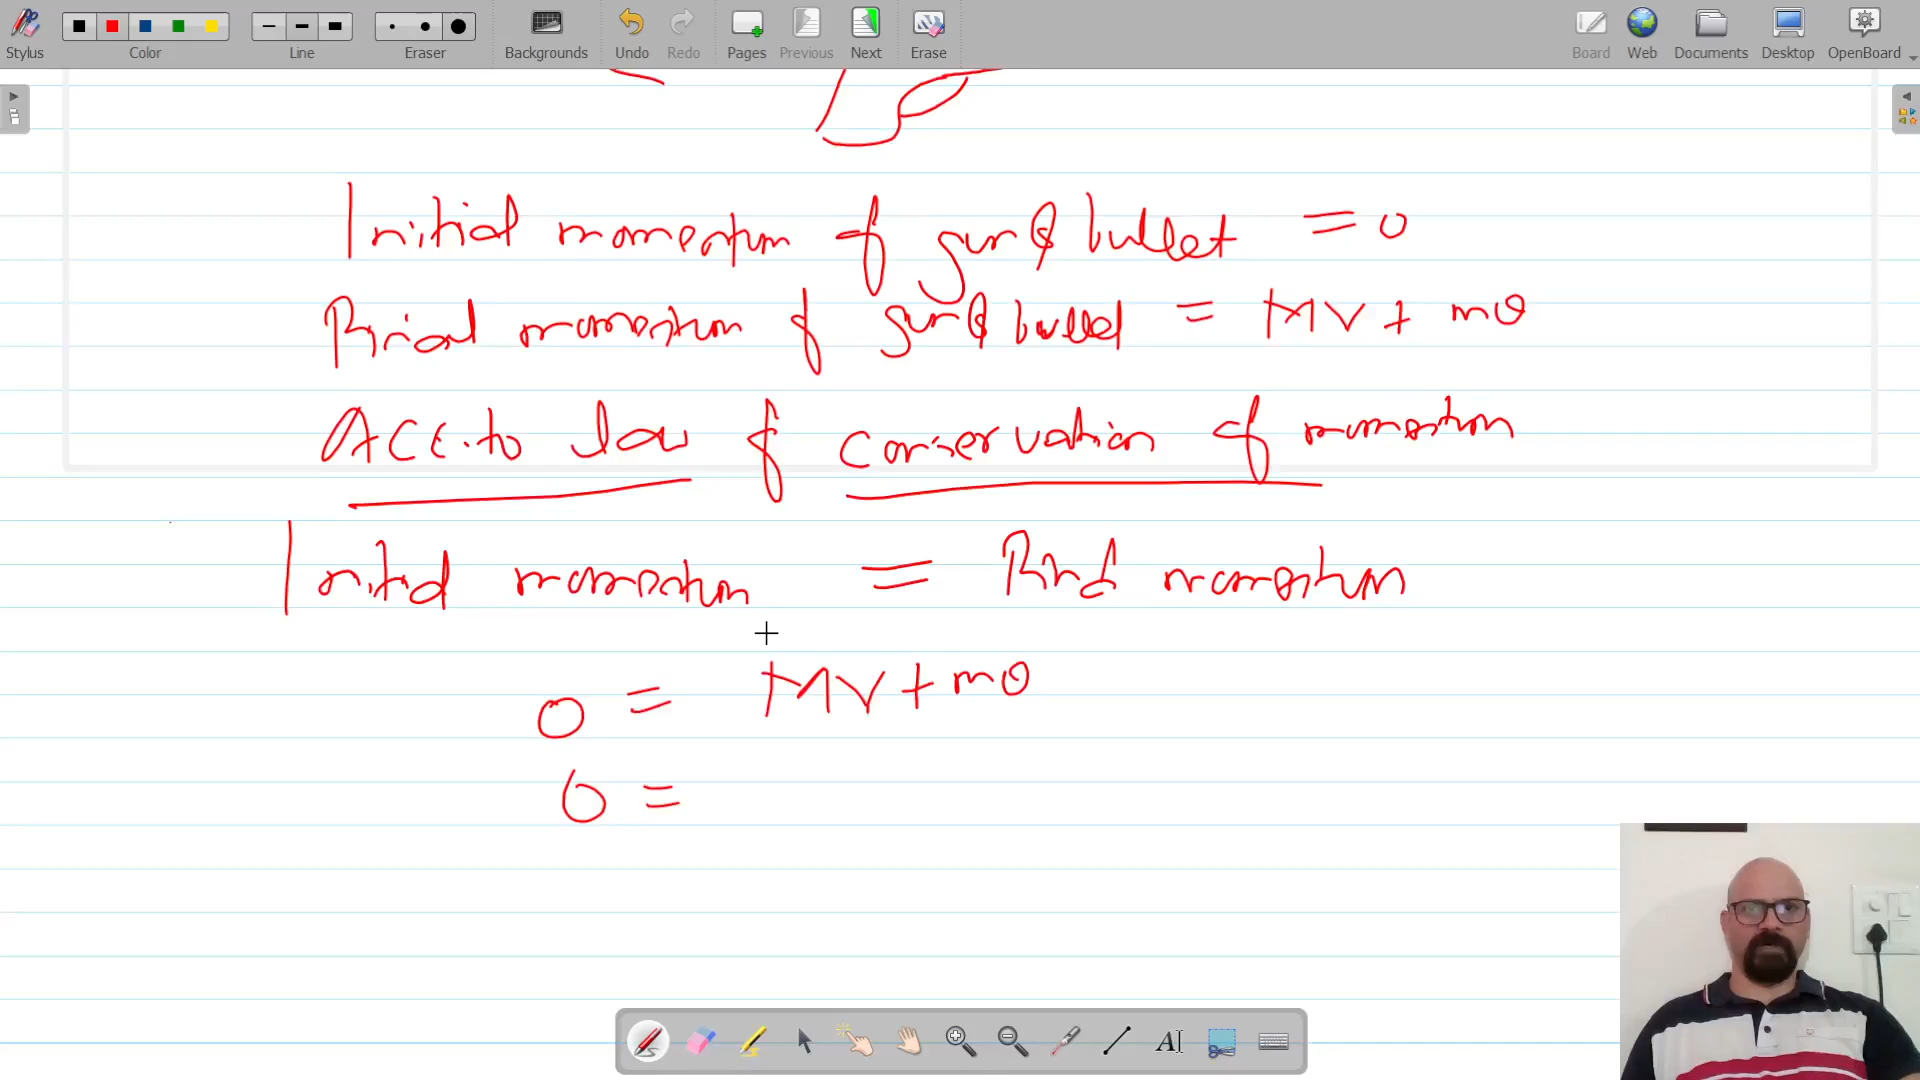 Stylus Color Line Eraser Backgrounds Undo Redo Pages Previous Next Erase Board Web Documents Desktop OpenBoard
Initial momentum of gun & bullet = 0
Final momentum of gun & bullet = MV + mv
Acc. to law of conservation of momentum
Initial momentum = Final momentum
0 = MV + mv
0 =